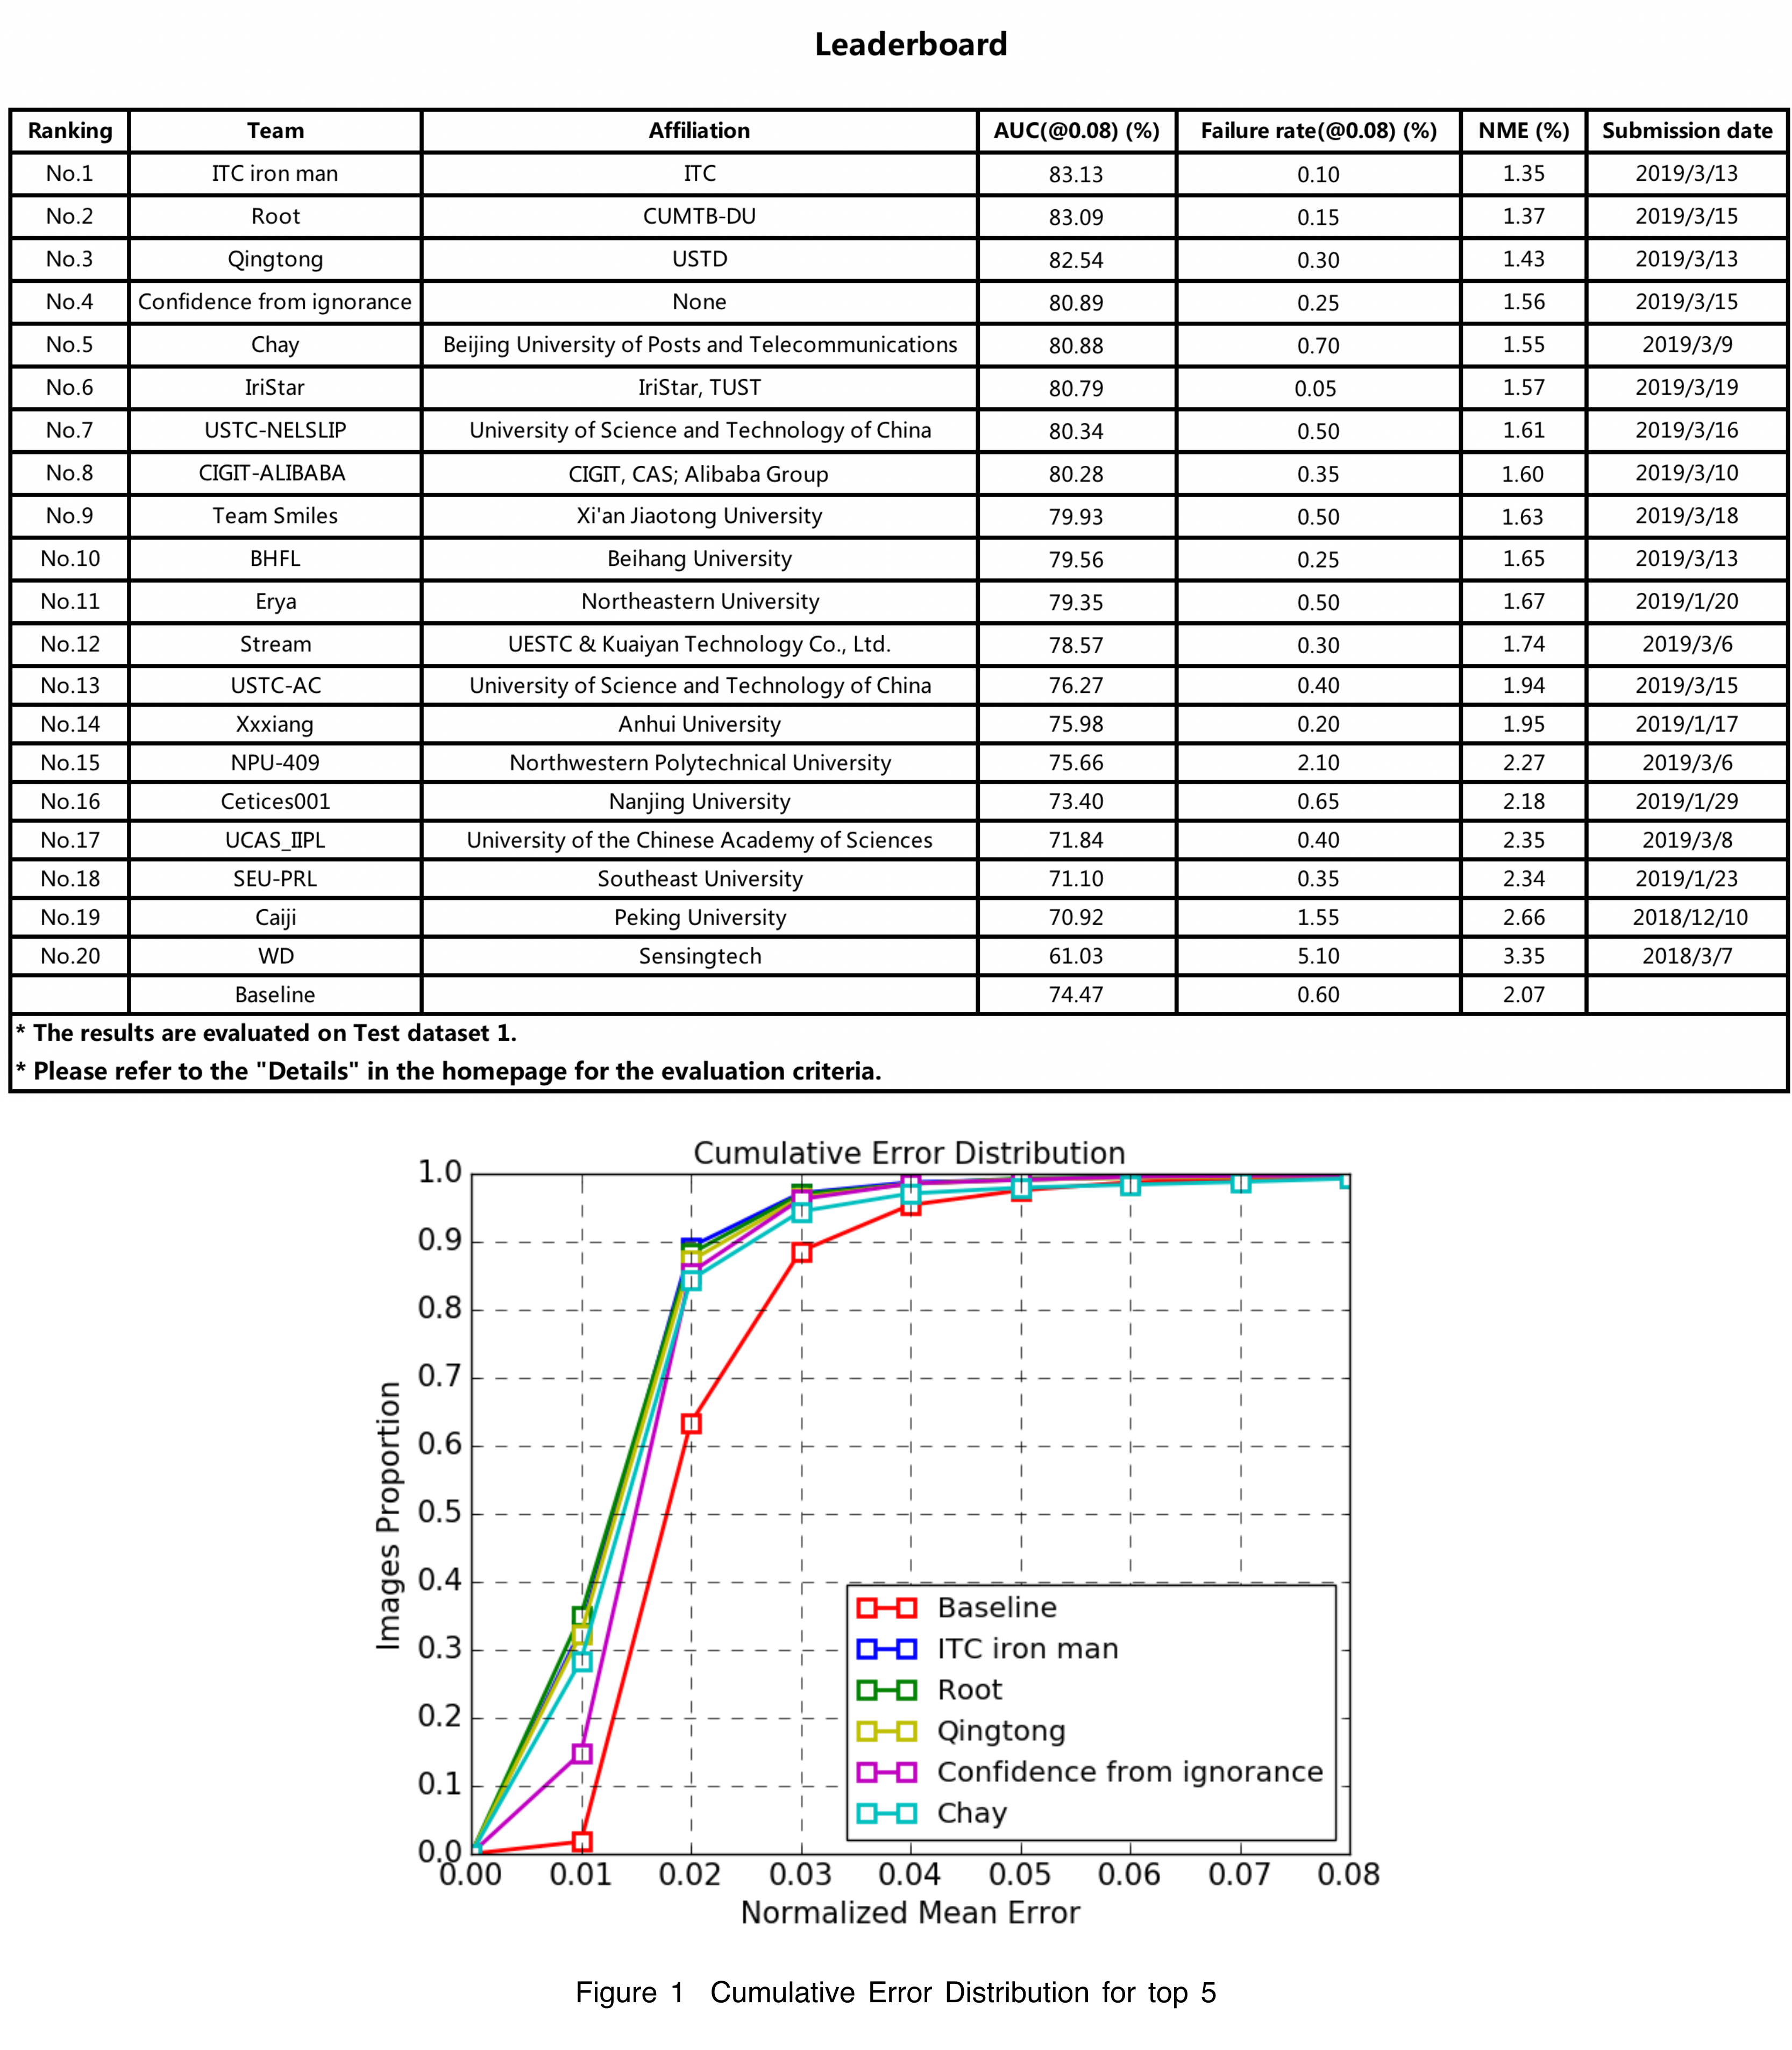 Leaderboard
Ranking Team Affiliation AUC(@0.08) (%) Failure rate(@0.08) (%) NME (%) Submission date
No.1 ITC iron man ITC 83.13 0.10 1.35 2019/3/13
No.2 Root CUMTB-DU 83.09 0.15 1.37 2019/3/15
No.3 Qingtong USTD 82.54 0.30 1.43 2019/3/13
No.4 Confidence from ignorance None 80.89 0.25 1.56 2019/3/15
No.5 Chay Beijing University of Posts and Telecommunications 80.88 0.70 1.55 2019/3/9
No.6 IriStar IriStar, TUST 80.79 0.05 1.57 2019/3/19
No.7 USTC-NELSLIP University of Science and Technology of China 80.34 0.50 1.61 2019/3/16
No.8 CIGIT-ALIBABA CIGIT, CAS; Alibaba Group 80.28 0.35 1.60 2019/3/10
No.9 Team Smiles Xi'an Jiaotong University 79.93 0.50 1.63 2019/3/18
No.10 BHFL Beihang University 79.56 0.25 1.65 2019/3/13
No.11 Erya Northeastern University 79.35 0.50 1.67 2019/1/20
No.12 Stream UESTC & Kuaiyan Technology Co., Ltd. 78.57 0.30 1.74 2019/3/6
No.13 USTC-AC University of Science and Technology of China 76.27 0.40 1.94 2019/3/15
No.14 Xxxiang Anhui University 75.98 0.20 1.95 2019/1/17
No.15 NPU-409 Northwestern Polytechnical University 75.66 2.10 2.27 2019/3/6
No.16 Cetices001 Nanjing University 73.40 0.65 2.18 2019/1/29
No.17 UCAS_IIPL University of the Chinese Academy of Sciences 71.84 0.40 2.35 2019/3/8
No.18 SEU-PRL Southeast University 71.10 0.35 2.34 2019/1/23
No.19 Caiji Peking University 70.92 1.55 2.66 2018/12/10
No.20 WD Sensingtech 61.03 5.10 3.35 2018/3/7
Baseline 74.47 0.60 2.07
* The results are evaluated on Test dataset 1.
* Please refer to the "Details" in the homepage for the evaluation criteria.
Cumulative Error Distribution
1.0
0.9
0.8
0.7
0.6
0.5
0.4
0.3
0.2
0.1
0.0
Images Proportion
Baseline
ITC iron man
Root
Qingtong
Confidence from ignorance
Chay
0.00 0.01 0.02 0.03 0.04 0.05 0.06 0.07 0.08
Normalized Mean Error
Figure 1 Cumulative Error Distribution for top 5